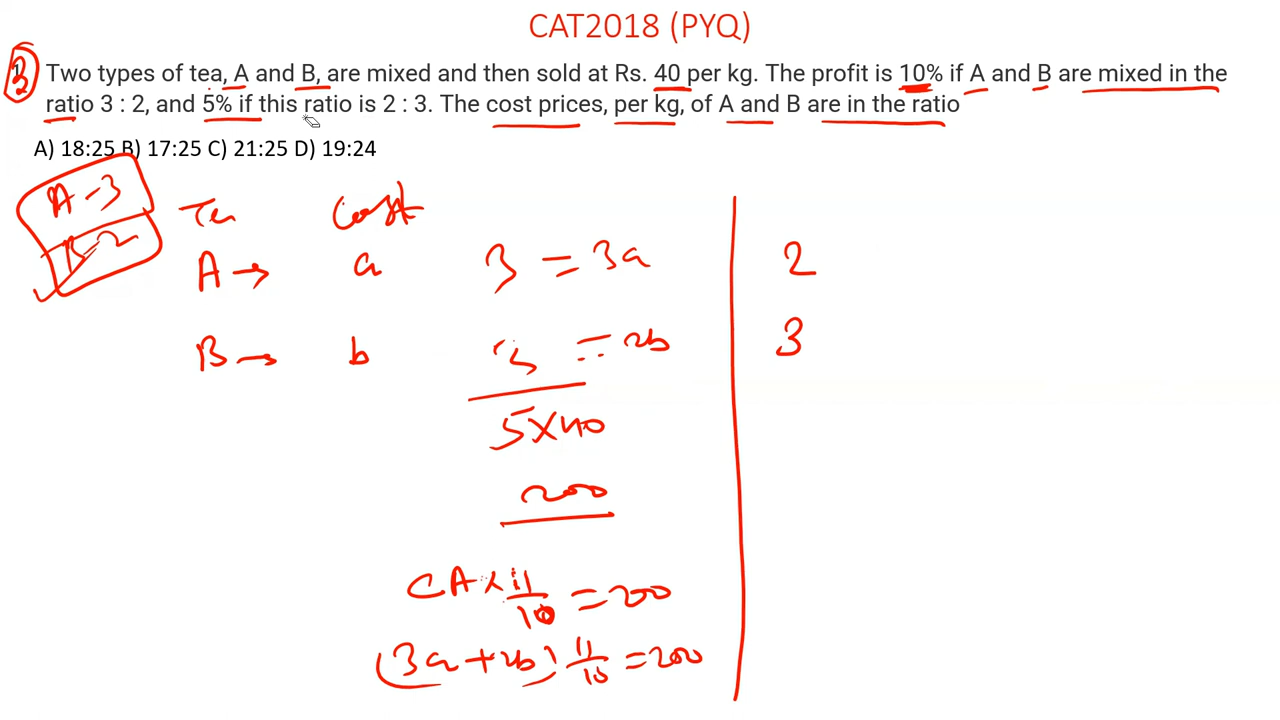 CAT2018 (PYQ)
3 Two types of tea, A and B, are mixed and then sold at Rs. 40 per kg. The profit is 10% if A and B are mixed in the
ratio 3 : 2, and 5% if this ratio is 2 : 3. The cost prices, per kg, of A and B are in the ratio
A) 18:25 B) 17:25 C) 21:25 D) 19:24
A - 3
B - 2
Cost
A → a 3 = 3a 2
B → b = 2b 3
5×40
200
× 11/10 = 200
(3a + 2b) 11/10 = 200